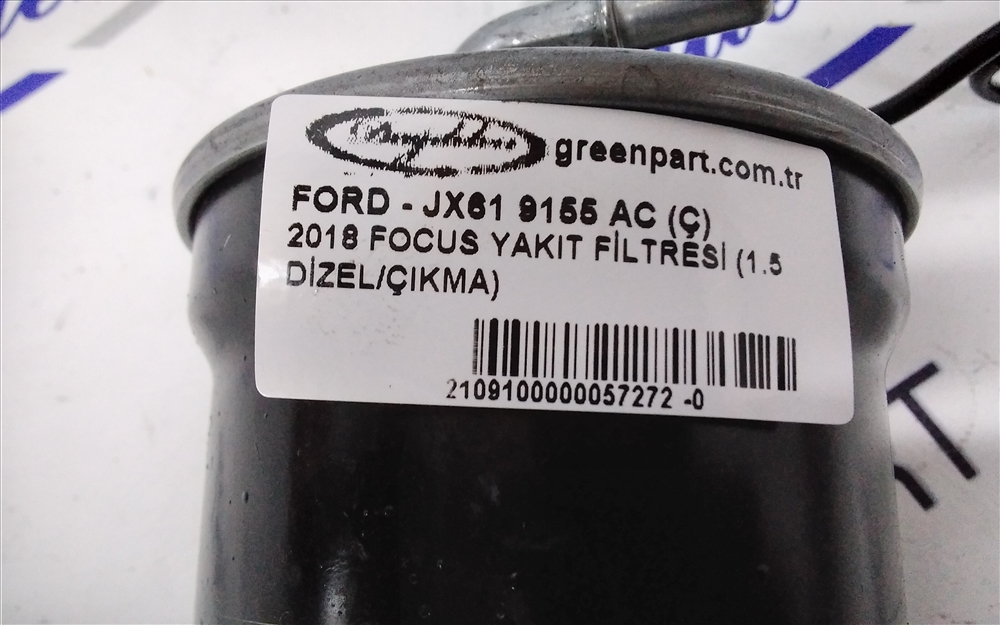 greenpart.com.tr
FORD - JX61 9155 AC (Ç)
2018 FOCUS YAKIT FİLTRESİ (1.5
DİZEL/ÇIKMA)
2109100000057272 -0